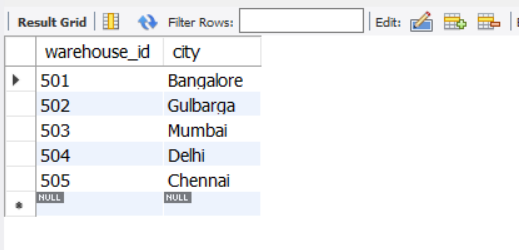 Result Grid Filter Rows: Edit:
warehouse_id city
501 Bangalore
502 Gulbarga
503 Mumbai
504 Delhi
505 Chennai
NULL NULL